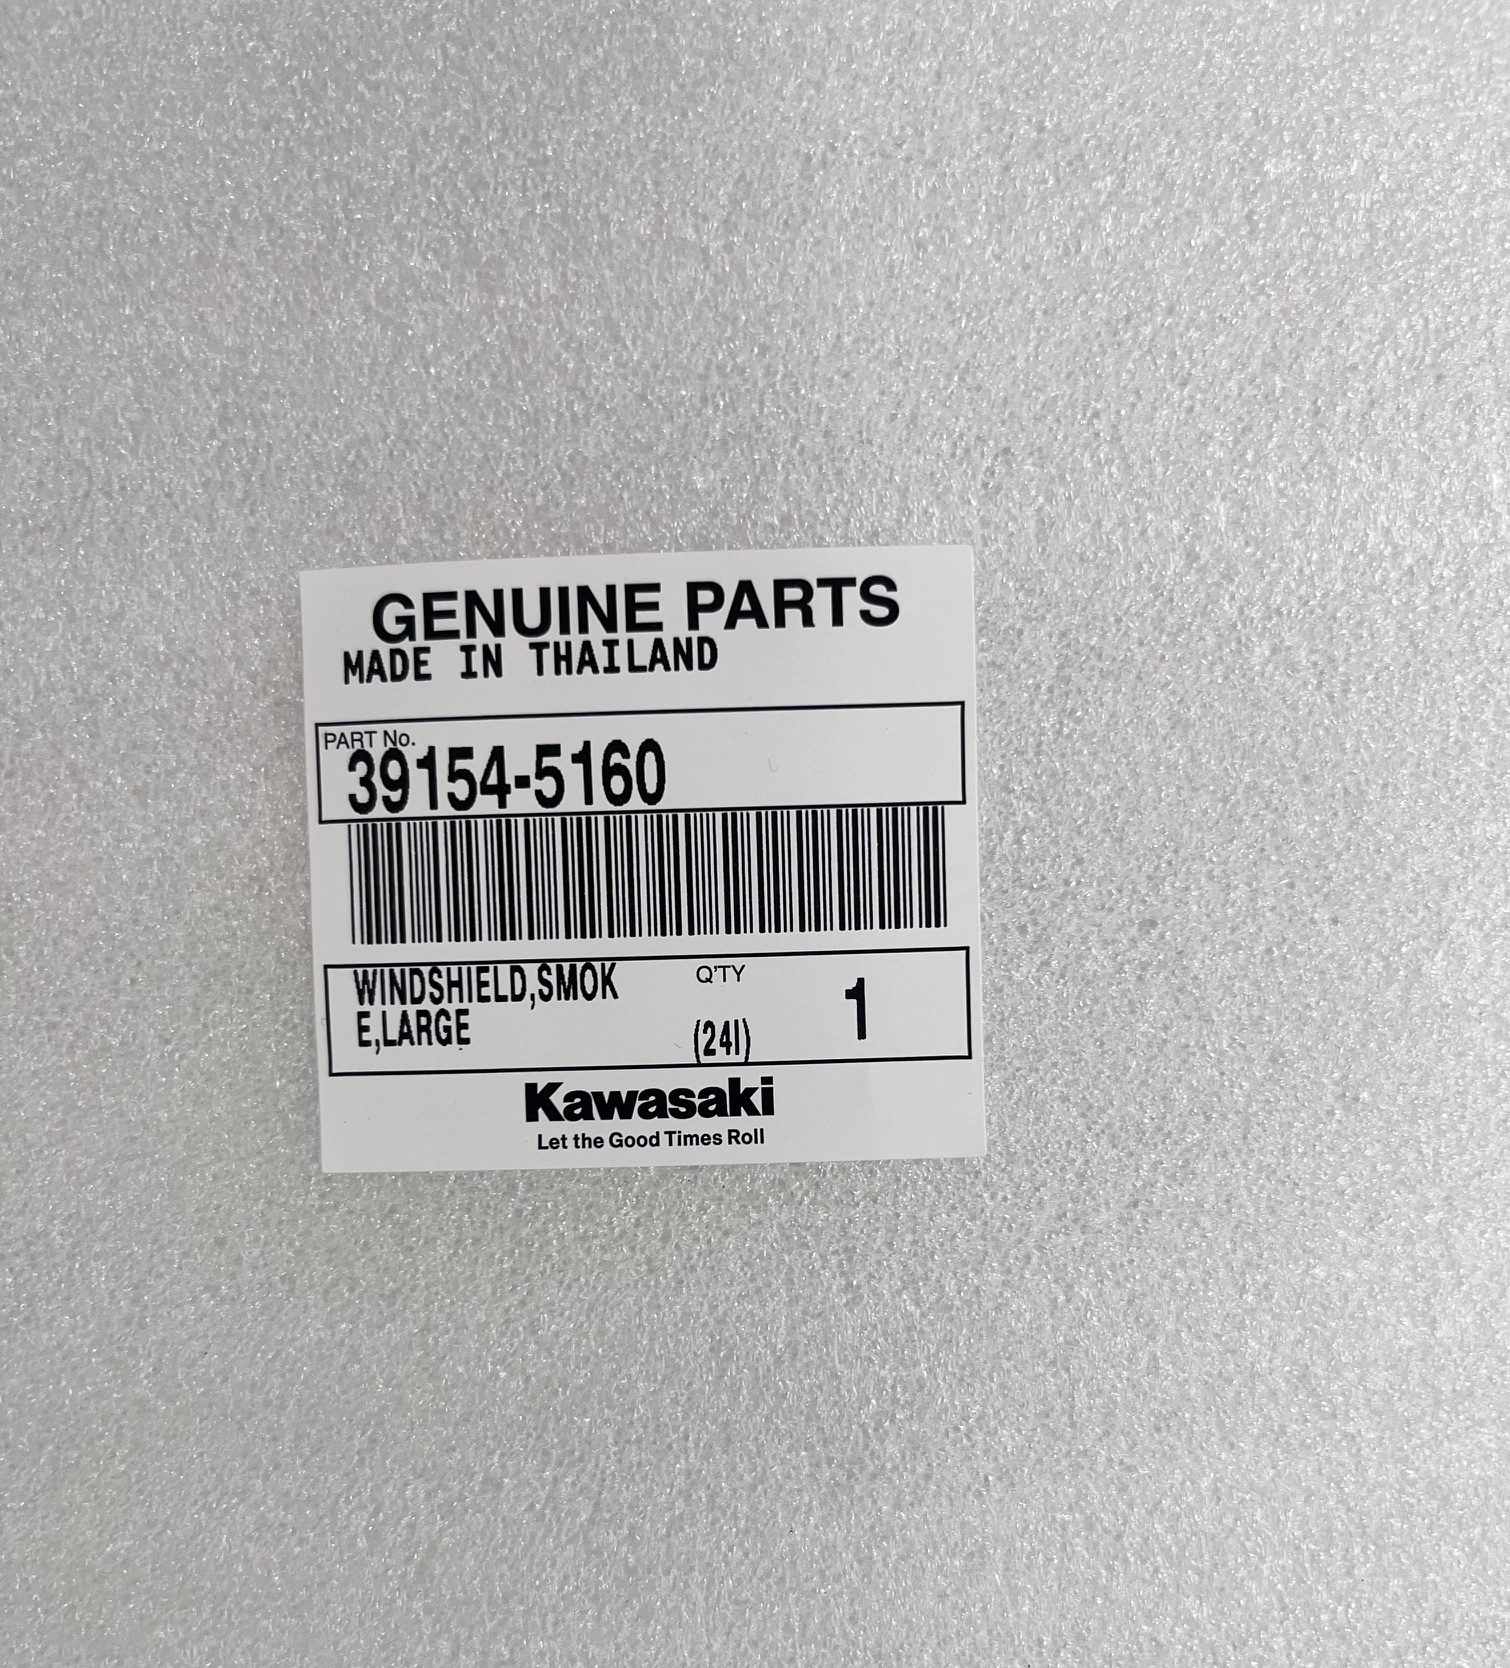 GENUINE PARTS
MADE IN THAILAND
PART No.
39154-5160
WINDSHIELD,SMOK
E,LARGE
Q'TY
(24I)
1
Kawasaki
Let the Good Times Roll